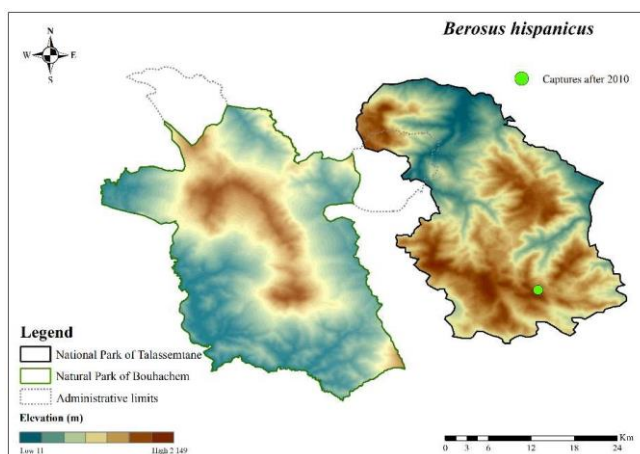 Berosus hispanicus
N
W
E
S
Captures after 2010
Legend
National Park of Talassemtane
Natural Park of Bouhachem
Administrative limits
Elevation (m)
Low 11
High 2 149
Km
0 3 6 12 18 24